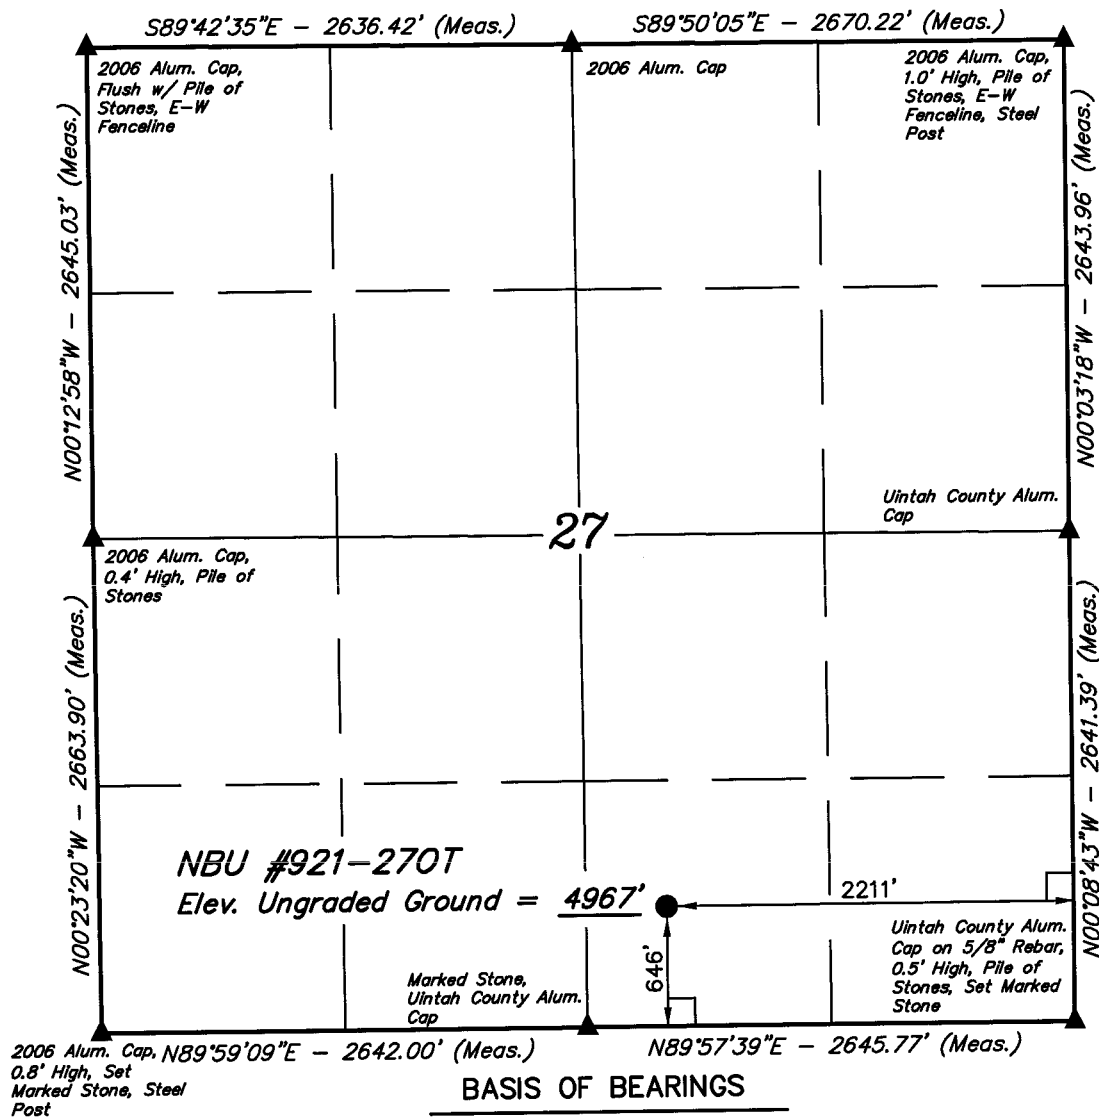 S89°42'35"E - 2636.42' (Meas.)
S89°50'05"E - 2670.22' (Meas.)
2006 Alum. Cap,
Flush w/ Pile of
Stones, E-W
Fenceline
2006 Alum. Cap
2006 Alum. Cap,
1.0' High, Pile of
Stones, E-W
Fenceline, Steel
Post
N00°12'58"W - 2645.03' (Meas.)
N00°03'18"W - 2643.96' (Meas.)
Uintah County Alum.
Cap
27
2006 Alum. Cap,
0.4' High, Pile of
Stones
N00°23'20"W - 2663.90' (Meas.)
N00°08'43"W - 2641.39' (Meas.)
NBU #921-27OT
Elev. Ungraded Ground = 4967'
2211'
646'
Uintah County Alum.
Cap on 5/8" Rebar,
0.5' High, Pile of
Stones, Set Marked
Stone
Marked Stone,
Uintah County Alum.
Cap
2006 Alum. Cap,
0.8' High, Set
Marked Stone, Steel
Post
N89°59'09"E - 2642.00' (Meas.)
N89°57'39"E - 2645.77' (Meas.)
BASIS OF BEARINGS